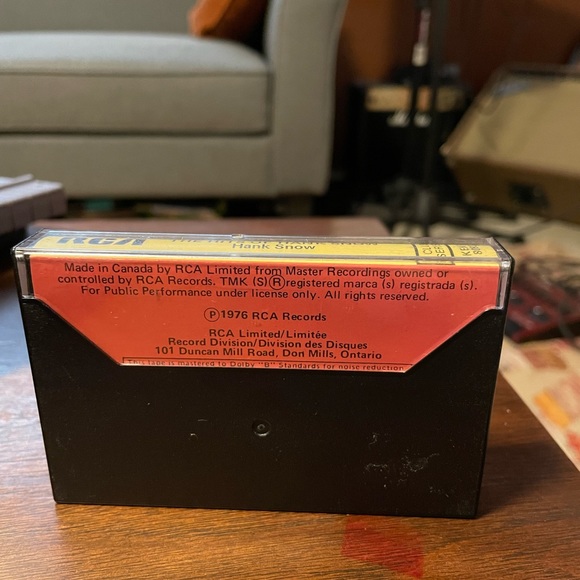 RCA
Hank Snow
Made in Canada by RCA Limited from Master Recordings owned or
controlled by RCA Records. TMK (S)®registered marca (s) registrada (s).
For Public Performance under license only. All rights reserved.
℗1976 RCA Records
RCA Limited/Limitée
Record Division/Division des Disques
101 Duncan Mill Road, Don Mills, Ontario
This tape is mastered to Dolby "B" Standards for noise reduction